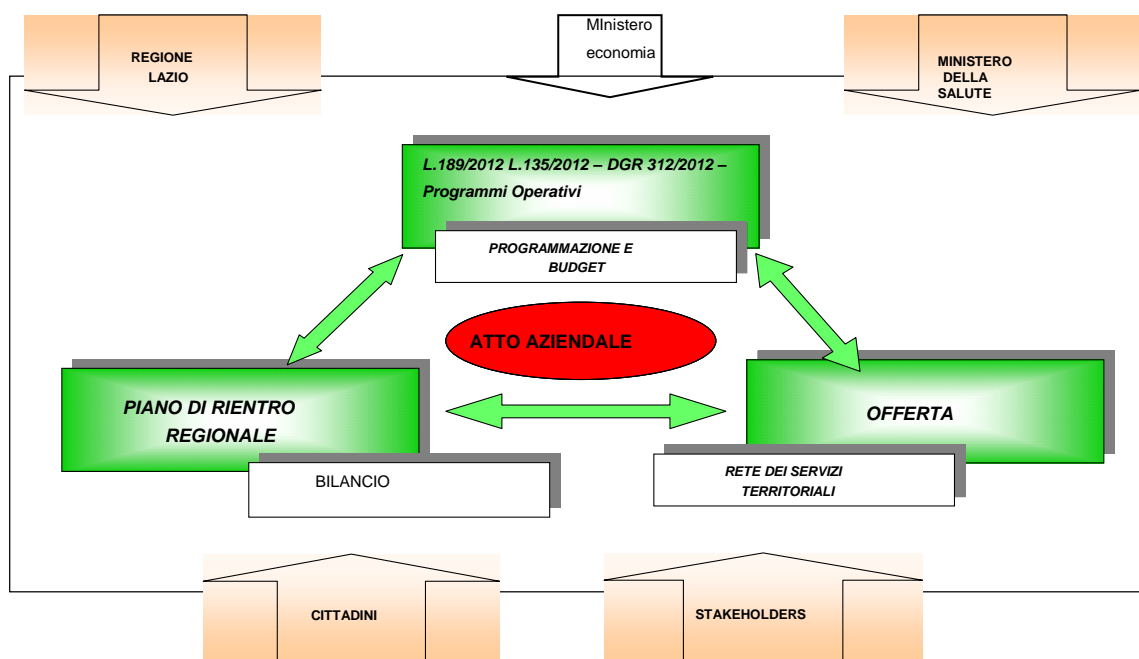 MInistero
economia
REGIONE
LAZIO
MINISTERO
DELLA
SALUTE
L.189/2012 L.135/2012 – DGR 312/2012 –
Programmi Operativi
PROGRAMMAZIONE E
BUDGET
ATTO AZIENDALE
PIANO DI RIENTRO
REGIONALE
BILANCIO
OFFERTA
RETE DEI SERVIZI
TERRITORIALI
CITTADINI
STAKEHOLDERS